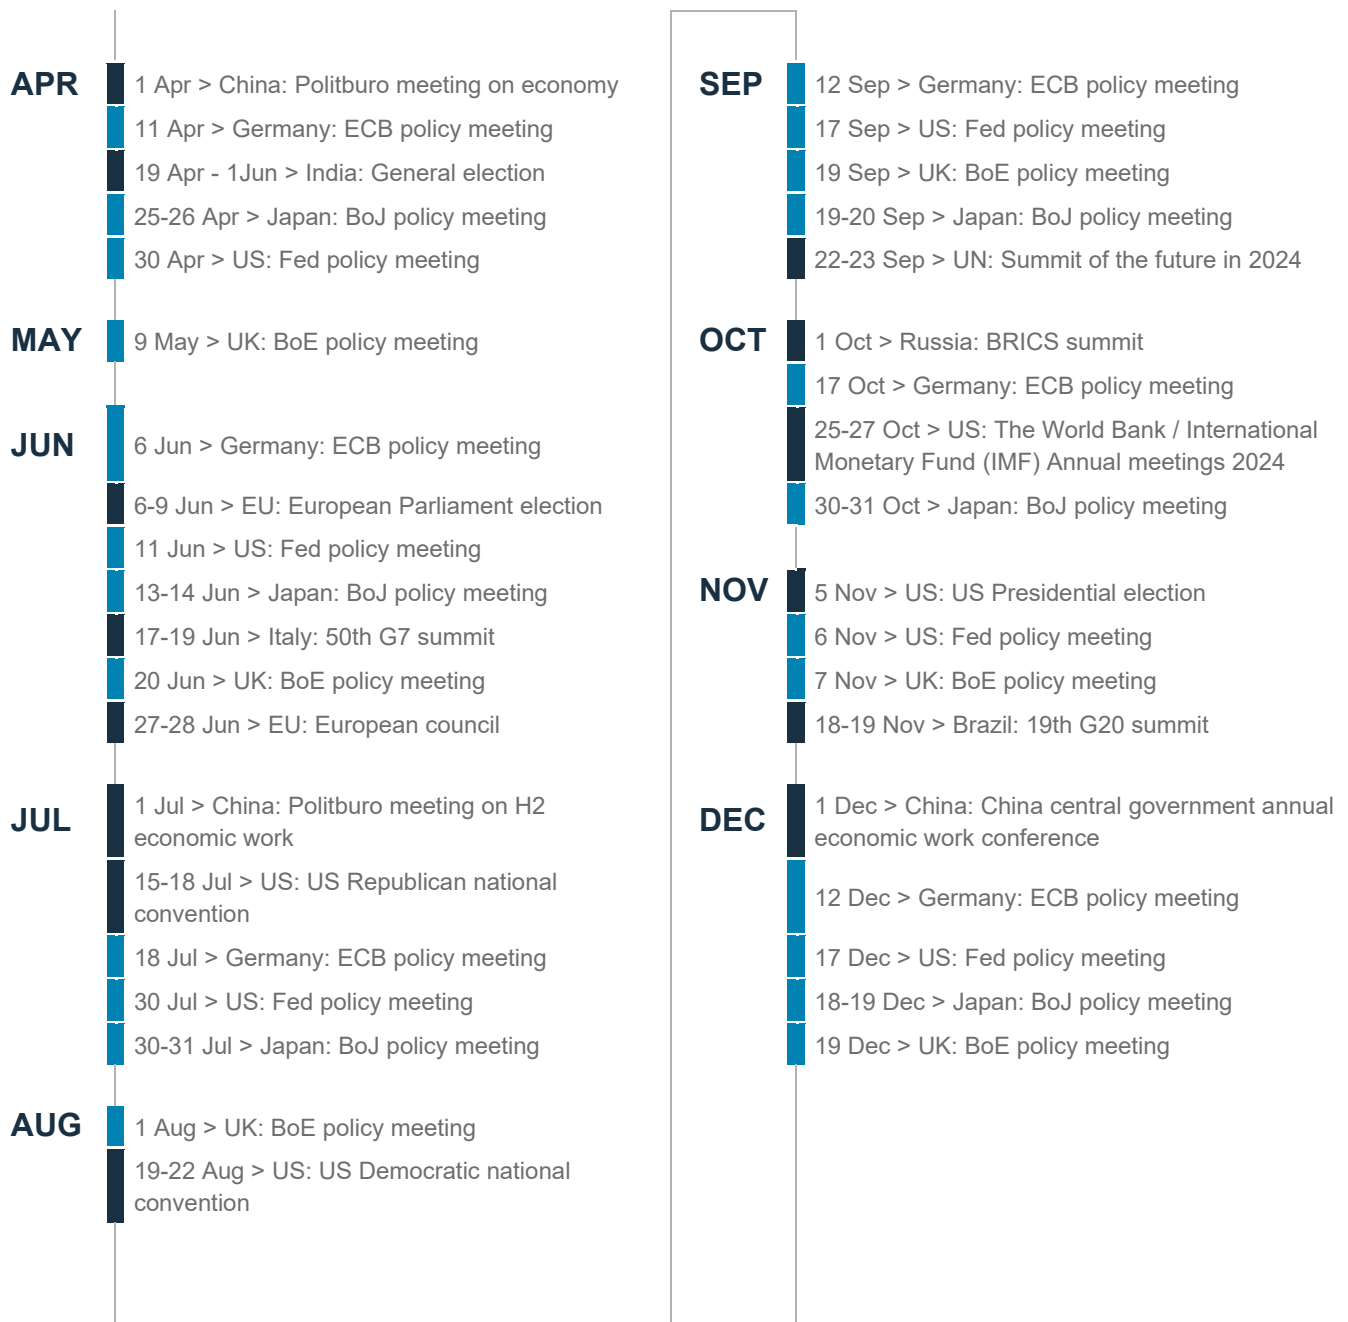 APR
1 Apr > China: Politburo meeting on economy
11 Apr > Germany: ECB policy meeting
19 Apr - 1Jun > India: General election
25-26 Apr > Japan: BoJ policy meeting
30 Apr > US: Fed policy meeting
MAY
9 May > UK: BoE policy meeting
JUN
6 Jun > Germany: ECB policy meeting
6-9 Jun > EU: European Parliament election
11 Jun > US: Fed policy meeting
13-14 Jun > Japan: BoJ policy meeting
17-19 Jun > Italy: 50th G7 summit
20 Jun > UK: BoE policy meeting
27-28 Jun > EU: European council
JUL
1 Jul > China: Politburo meeting on H2
economic work
15-18 Jul > US: US Republican national
convention
18 Jul > Germany: ECB policy meeting
30 Jul > US: Fed policy meeting
30-31 Jul > Japan: BoJ policy meeting
AUG
1 Aug > UK: BoE policy meeting
19-22 Aug > US: US Democratic national
convention
SEP
12 Sep > Germany: ECB policy meeting
17 Sep > US: Fed policy meeting
19 Sep > UK: BoE policy meeting
19-20 Sep > Japan: BoJ policy meeting
22-23 Sep > UN: Summit of the future in 2024
OCT
1 Oct > Russia: BRICS summit
17 Oct > Germany: ECB policy meeting
25-27 Oct > US: The World Bank / International
Monetary Fund (IMF) Annual meetings 2024
30-31 Oct > Japan: BoJ policy meeting
NOV
5 Nov > US: US Presidential election
6 Nov > US: Fed policy meeting
7 Nov > UK: BoE policy meeting
18-19 Nov > Brazil: 19th G20 summit
DEC
1 Dec > China: China central government annual
economic work conference
12 Dec > Germany: ECB policy meeting
17 Dec > US: Fed policy meeting
18-19 Dec > Japan: BoJ policy meeting
19 Dec > UK: BoE policy meeting